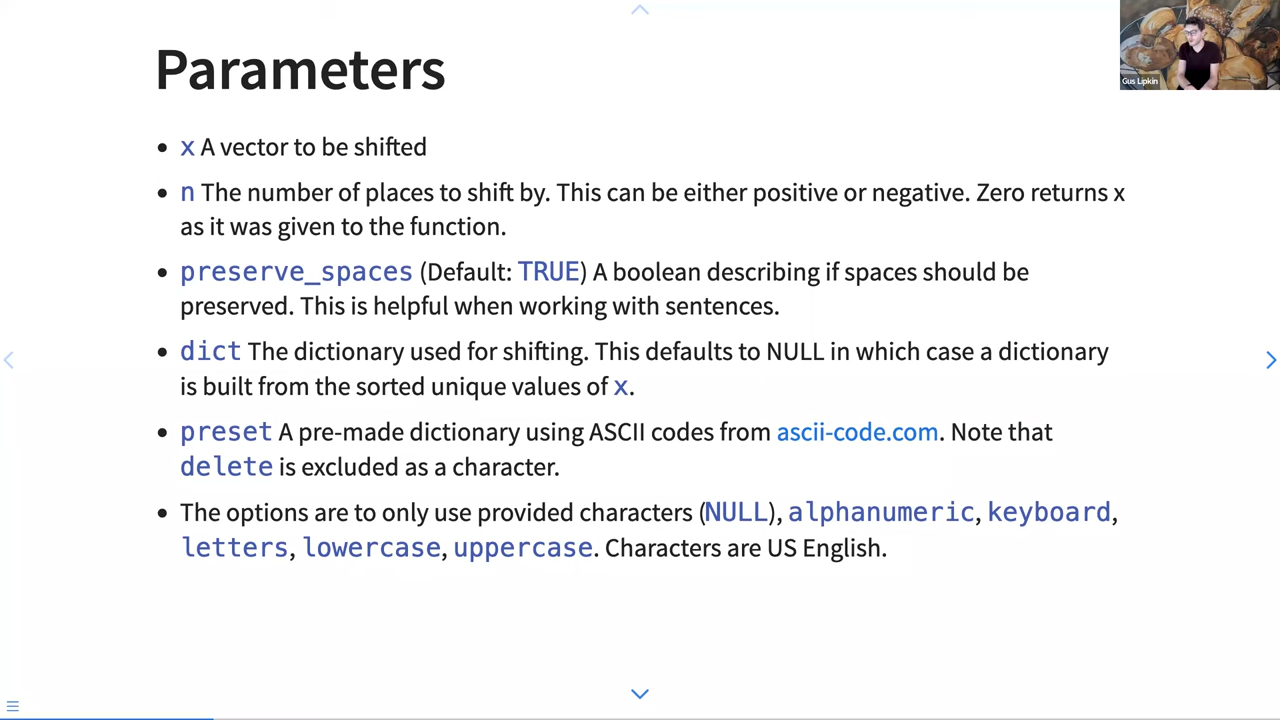 Parameters
Gus Lipkin
x A vector to be shifted
n The number of places to shift by. This can be either positive or negative. Zero returns x
as it was given to the function.
preserve_spaces (Default: TRUE) A boolean describing if spaces should be
preserved. This is helpful when working with sentences.
dict The dictionary used for shifting. This defaults to NULL in which case a dictionary
is built from the sorted unique values of x.
preset A pre-made dictionary using ASCII codes from ascii-code.com. Note that
delete is excluded as a character.
The options are to only use provided characters (NULL), alphanumeric, keyboard,
letters, lowercase, uppercase. Characters are US English.